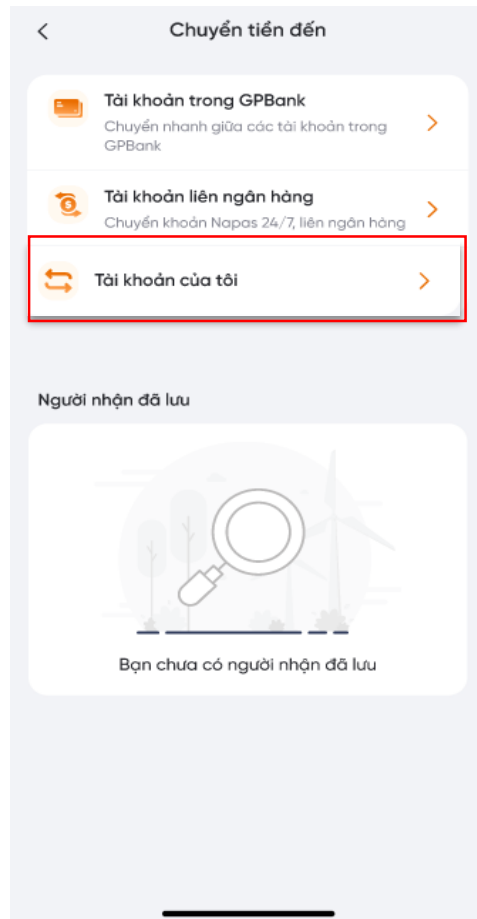 Chuyển tiền đến
Tài khoản trong GPBank
Chuyển nhanh giữa các tài khoản trong
GPBank
Tài khoản liên ngân hàng
Chuyển khoản Napas 24/7, liên ngân hàng
Tài khoản của tôi
Người nhận đã lưu
Bạn chưa có người nhận đã lưu